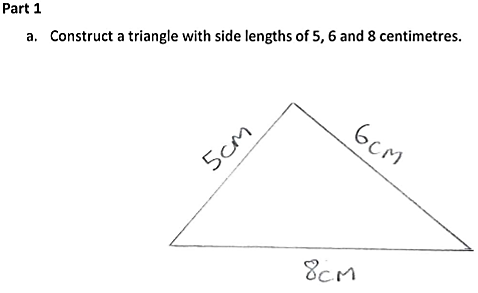 Part 1
a. Construct a triangle with side lengths of 5, 6 and 8 centimetres.
5cm
6cm
8cm